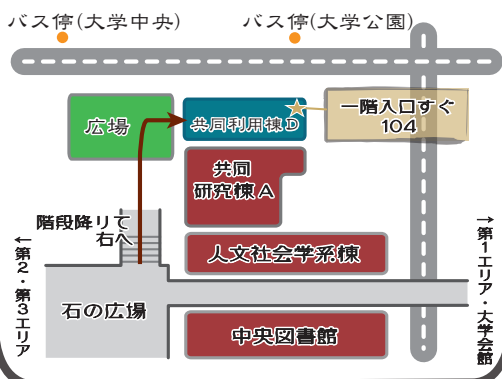 バス停(大学中央)
バス停(大学公園)
広場
共同利用棟D
一階入口すぐ
104
共同
研究棟A
階段降りて
右へ
人文社会学系棟
←第2・第3エリア
石の広場
中央図書館
→第1エリア・大学会館